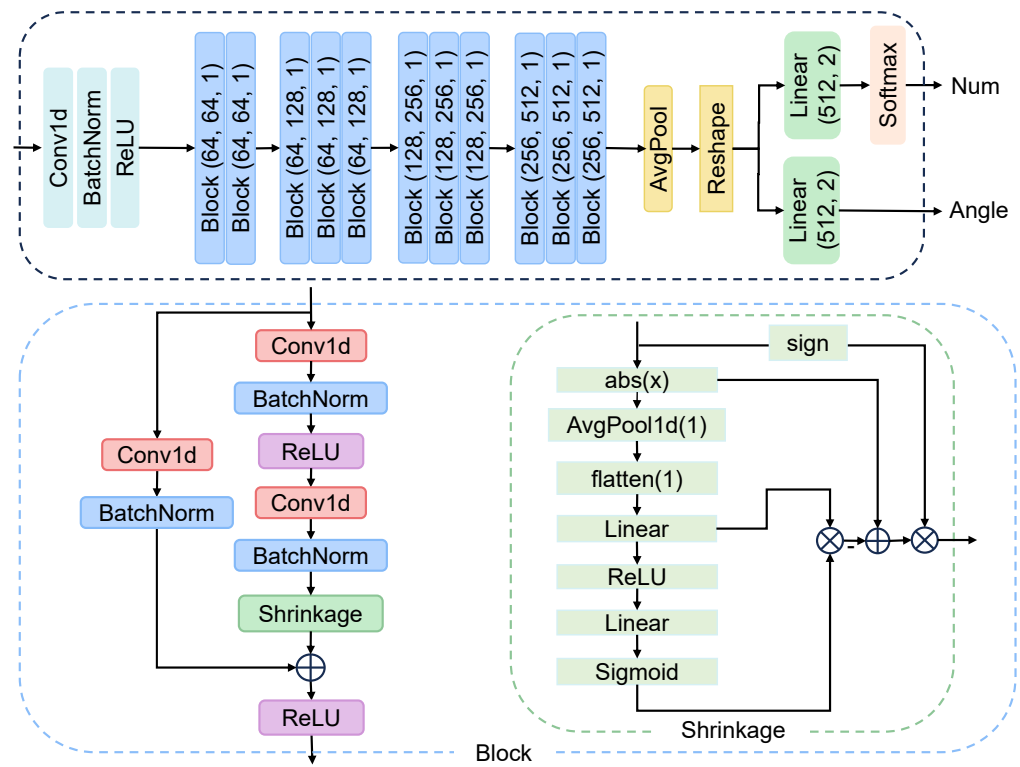 Conv1d
BatchNorm
ReLU
Block (64, 64, 1)
Block (64, 64, 1)
Block (64, 128, 1)
Block (64, 128, 1)
Block (64, 128, 1)
Block (128, 256, 1)
Block (128, 256, 1)
Block (128, 256, 1)
Block (256, 512, 1)
Block (256, 512, 1)
Block (256, 512, 1)
AvgPool
Reshape
Linear
(512, 2)
Softmax
Num
Linear
(512, 2)
Angle
Conv1d
BatchNorm
ReLU
Conv1d
BatchNorm
Conv1d
BatchNorm
Shrinkage
ReLU
Block
sign
abs(x)
AvgPool1d(1)
flatten(1)
Linear
-
ReLU
Linear
Sigmoid
Shrinkage